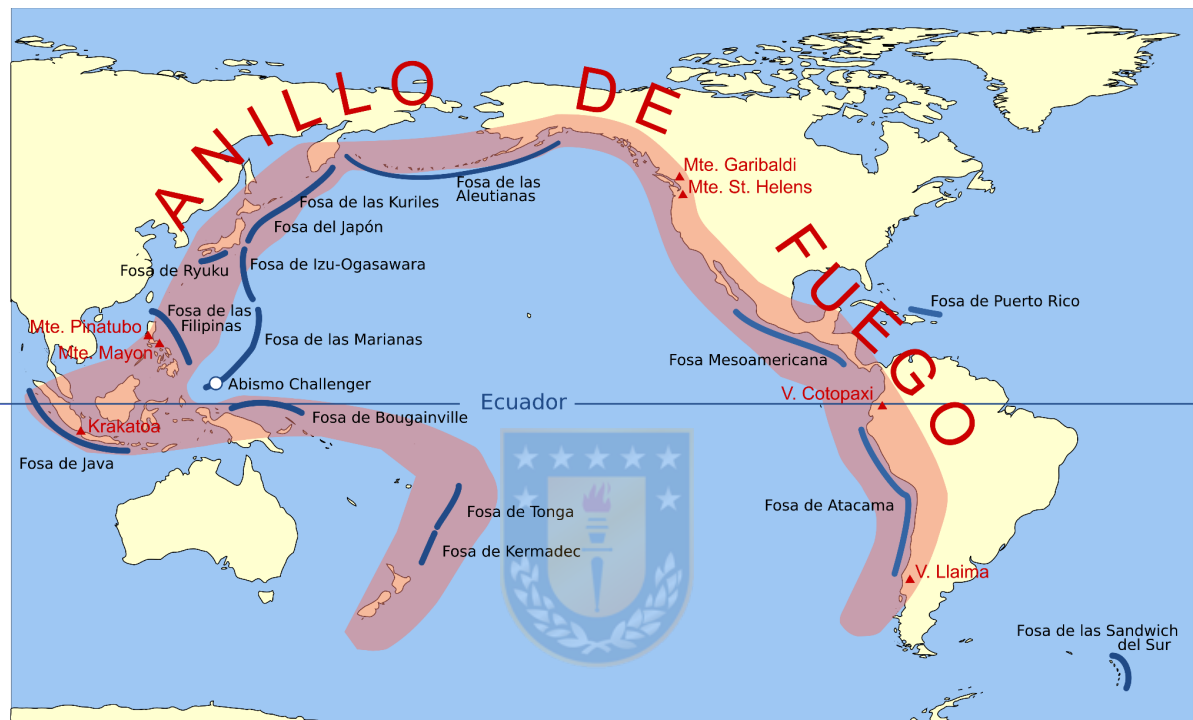 ANILLO DE FUEGO
Mte. Garibaldi
Mte. St. Helens
Fosa de las
Aleutianas
Fosa de las Kuriles
Fosa del Japón
Fosa de Izu-Ogasawara
Fosa de Ryuku
Fosa de Puerto Rico
Fosa de las
Filipinas
Mte. Pinatubo
Mte. Mayon
Fosa de las Marianas
Fosa Mesoamericana
Abismo Challenger
V. Cotopaxi
Ecuador
Fosa de Bougainville
Krakatoa
Fosa de Java
Fosa de Atacama
Fosa de Tonga
Fosa de Kermadec
V. Llaima
Fosa de las Sandwich
del Sur